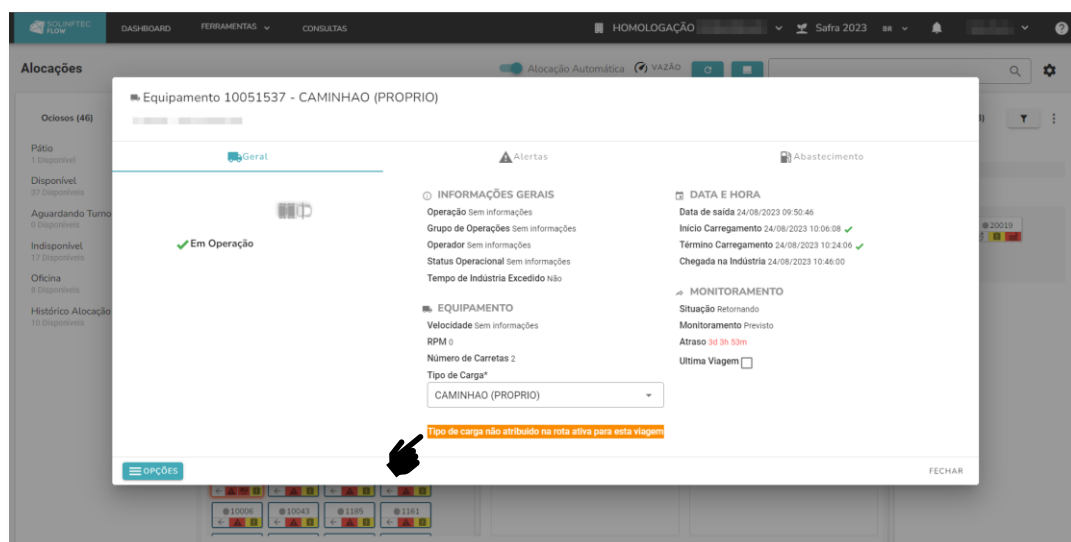 SOLINFTEC
FLOW
DASHBOARD
FERRAMENTAS
CONSULTAS
HOMOLOGAÇÃO
Safra 2023
BR
Alocações
Alocação Automática
VAZÃO
Ociosos (46)
Pátio
1 Disponível
Disponível
37 Disponíveis
Aguardando Turno
0 Disponíveis
Indisponível
17 Disponíveis
Oficina
8 Disponíveis
Histórico Alocação
10 Disponíveis
Equipamento 10051537 - CAMINHAO (PROPRIO)
Geral
Alertas
Abastecimento
Em Operação
INFORMAÇÕES GERAIS
Operação Sem informações
Grupo de Operações Sem informações
Operador Sem informações
Status Operacional Sem informações
Tempo de Indústria Excedido Não
EQUIPAMENTO
Velocidade Sem informações
RPM 0
Número de Carretas 2
Tipo de Carga*
CAMINHAO (PROPRIO)
Tipo de carga não atribuido na rota ativa para esta viagem
DATA E HORA
Data de saída 24/08/2023 09:50:46
Início Carregamento 24/08/2023 10:06:08
Término Carregamento 24/08/2023 10:24:06
Chegada na Indústria 24/08/2023 10:46:00
MONITORAMENTO
Situação Retornando
Monitoramento Previsto
Atraso 3d 3h 53m
Ultima Viagem
OPÇÕES
FECHAR
20019
10006
10043
1185
1161